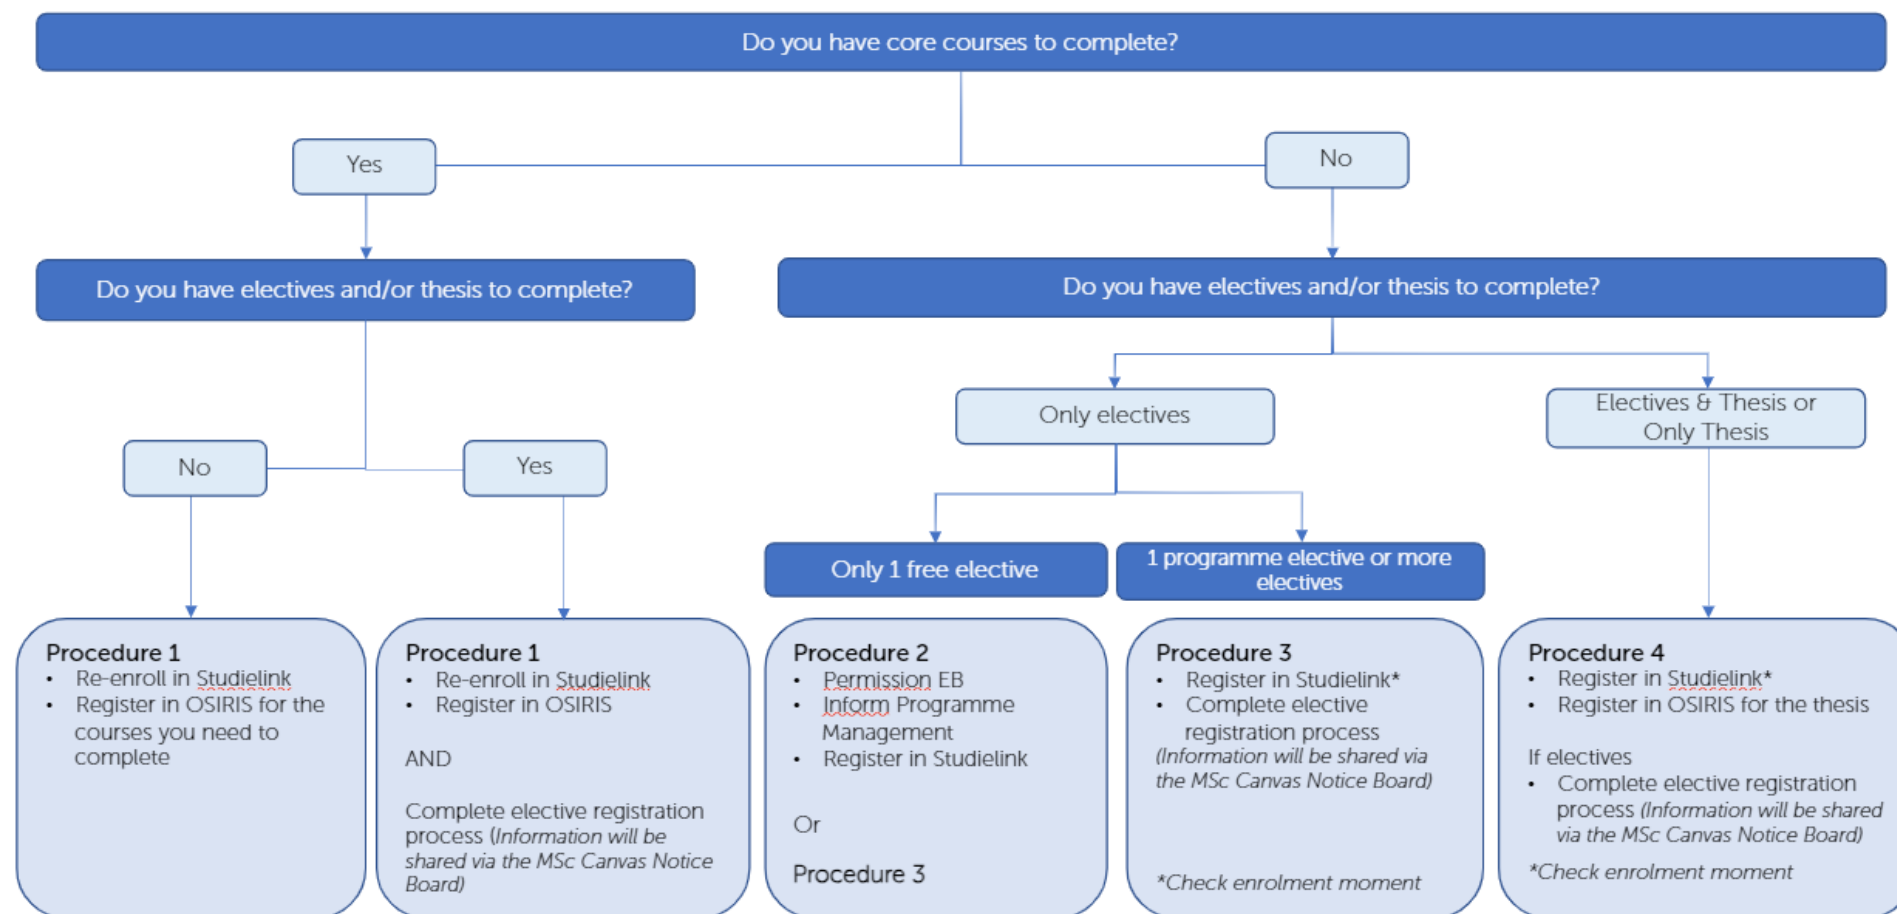 Do you have core courses to complete?
Yes
No
Do you have electives and/or thesis to complete?
Do you have electives and/or thesis to complete?
Only electives
Electives & Thesis or
Only Thesis
No
Yes
Only 1 free elective
1 programme elective or more
electives
Procedure 1
• Re-enroll in Studielink
• Register in OSIRIS for the
courses you need to
complete
Procedure 1
• Re-enroll in Studielink
• Register in OSIRIS
AND
Complete elective registration
process (Information will be
shared via the MSc Canvas Notice
Board)
Procedure 2
• Permission EB
• Inform Programme
Management
• Register in Studielink
Or
Procedure 3
Procedure 3
• Register in Studielink*
• Complete elective
registration process
(Information will be shared via
the MSc Canvas Notice Board)
*Check enrolment moment
Procedure 4
• Register in Studielink*
• Register in OSIRIS for the thesis
If electives
• Complete elective registration
process (Information will be shared
via the MSc Canvas Notice Board)
*Check enrolment moment